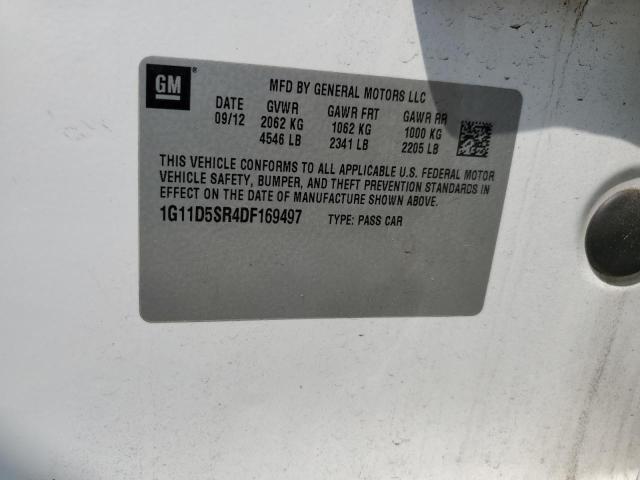 GM ® MFD BY GENERAL MOTORS LLC
DATE GVWR GAWR FRT GAWR RR
09/12 2062 KG 1062 KG 1000 KG
4546 LB 2341 LB 2205 LB
THIS VEHICLE CONFORMS TO ALL APPLICABLE U.S. FEDERAL MOTOR
VEHICLE SAFETY, BUMPER, AND THEFT PREVENTION STANDARDS IN
EFFECT ON THE DATE OF MANUFACTURE SHOWN ABOVE.
1G11D5SR4DF169497 TYPE: PASS CAR